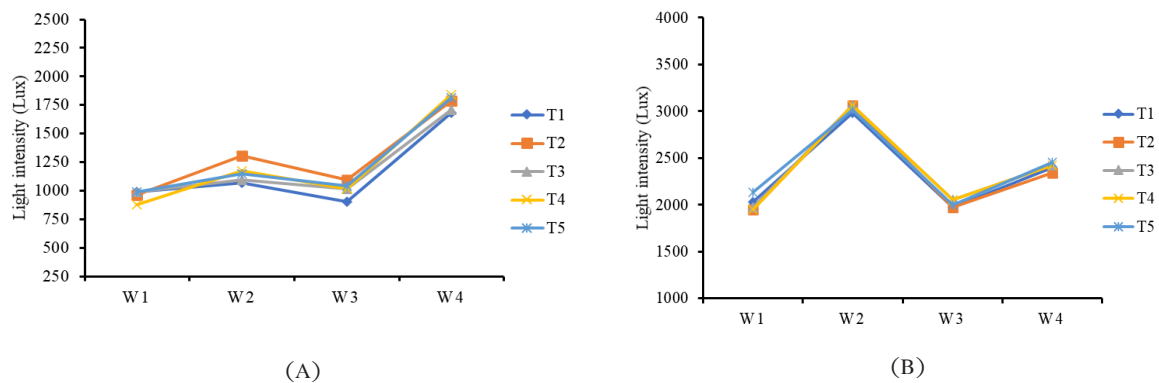 2500
2250
2000
1750
1500
1250
1000
750
500
250
Light intensity (Lux)
W1 W2 W3 W4
T1
T2
T3
T4
T5
(A)
4000
3500
3000
2500
2000
1500
1000
Light intensity (Lux)
W1 W2 W3 W4
T1
T2
T3
T4
T5
(B)